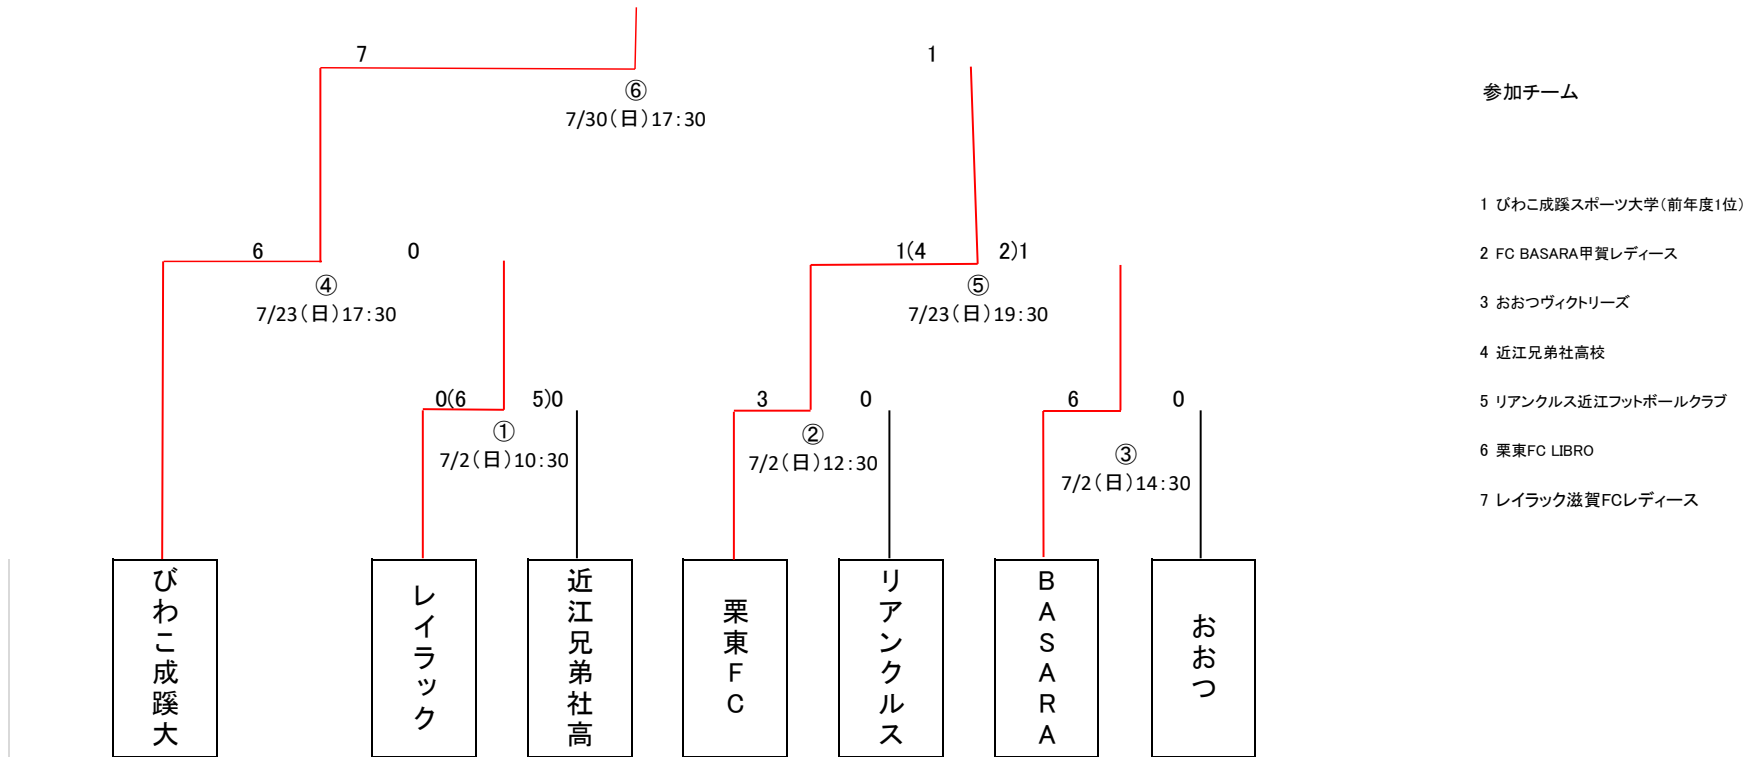 7
1
⑥
7/30(日)17:30
6
0
④
7/23(日)17:30
1(4
2)1
⑤
7/23(日)19:30
0(6
5)0
①
7/2(日)10:30
3
0
②
7/2(日)12:30
6
0
③
7/2(日)14:30
びわこ成蹊大
レイラック
近江兄弟社高
栗東FC
リアンクルス
BASARA
おおつ
参加チーム
1 びわこ成蹊スポーツ大学(前年度1位)
2 FC BASARA甲賀レディース
3 おおつヴィクトリーズ
4 近江兄弟社高校
5 リアンクルス近江フットボールクラブ
6 栗東FC LIBRO
7 レイラック滋賀FCレディース